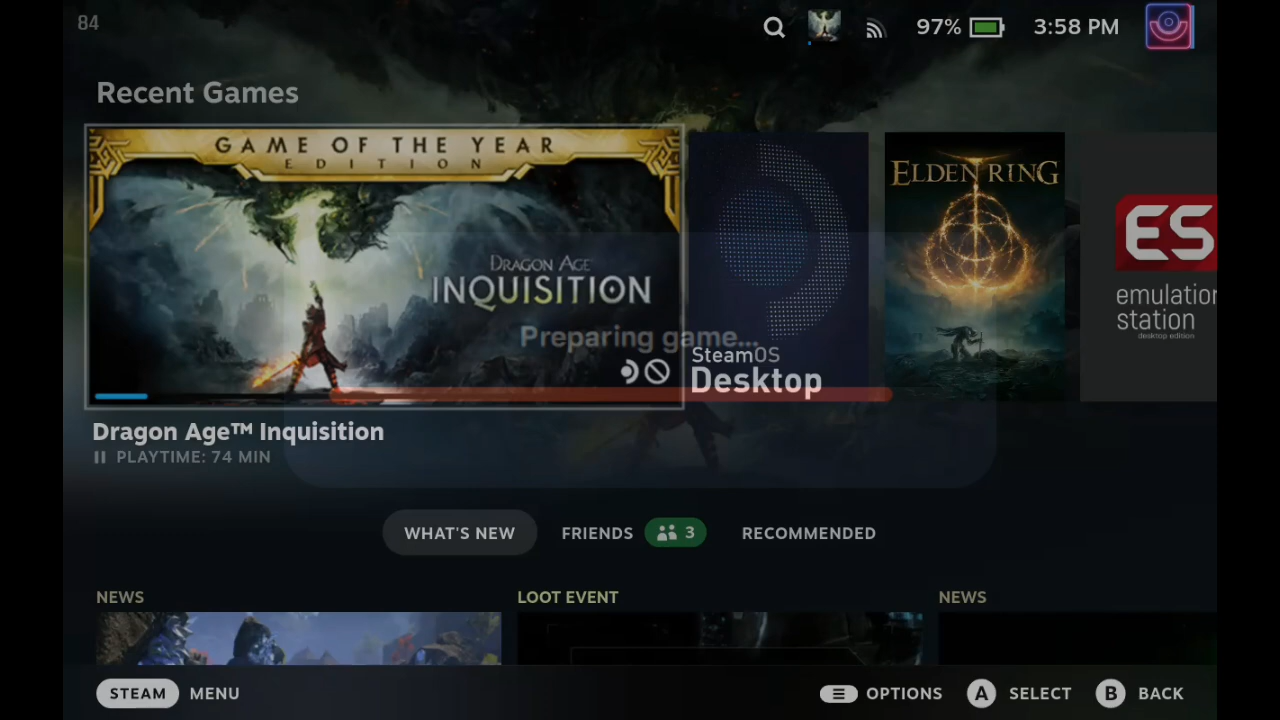 84
97%
3:58 PM
Recent Games
GAME OF THE YEAR
EDITION
DRAGON AGE
INQUISITION
Preparing game...
SteamOS
Desktop
ELDEN RING
ES
emulation
station
desktop edition
Dragon Age™ Inquisition
PLAYTIME: 74 MIN
WHAT'S NEW
FRIENDS
3
RECOMMENDED
NEWS
LOOT EVENT
NEWS
STEAM
MENU
OPTIONS
A
SELECT
B
BACK